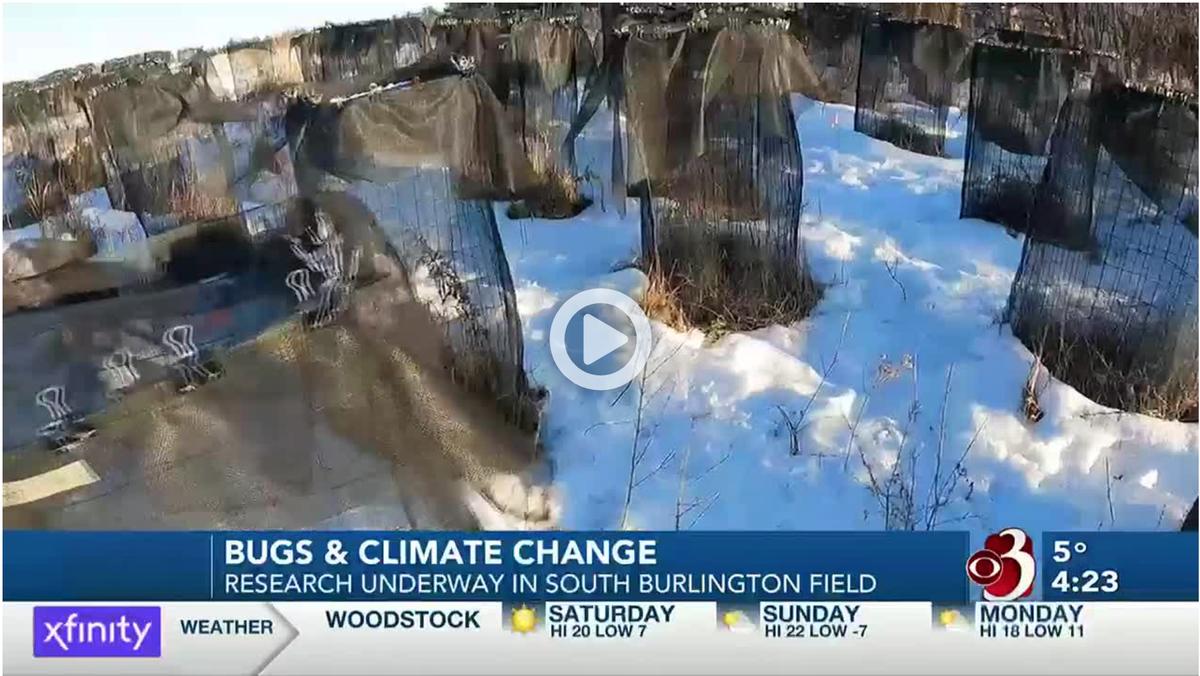 BUGS & CLIMATE CHANGE
RESEARCH UNDERWAY IN SOUTH BURLINGTON FIELD
3
5°
4:23
xfinity
WEATHER
WOODSTOCK
SATURDAY
HI 20 LOW 7
SUNDAY
HI 22 LOW -7
MONDAY
HI 18 LOW 11